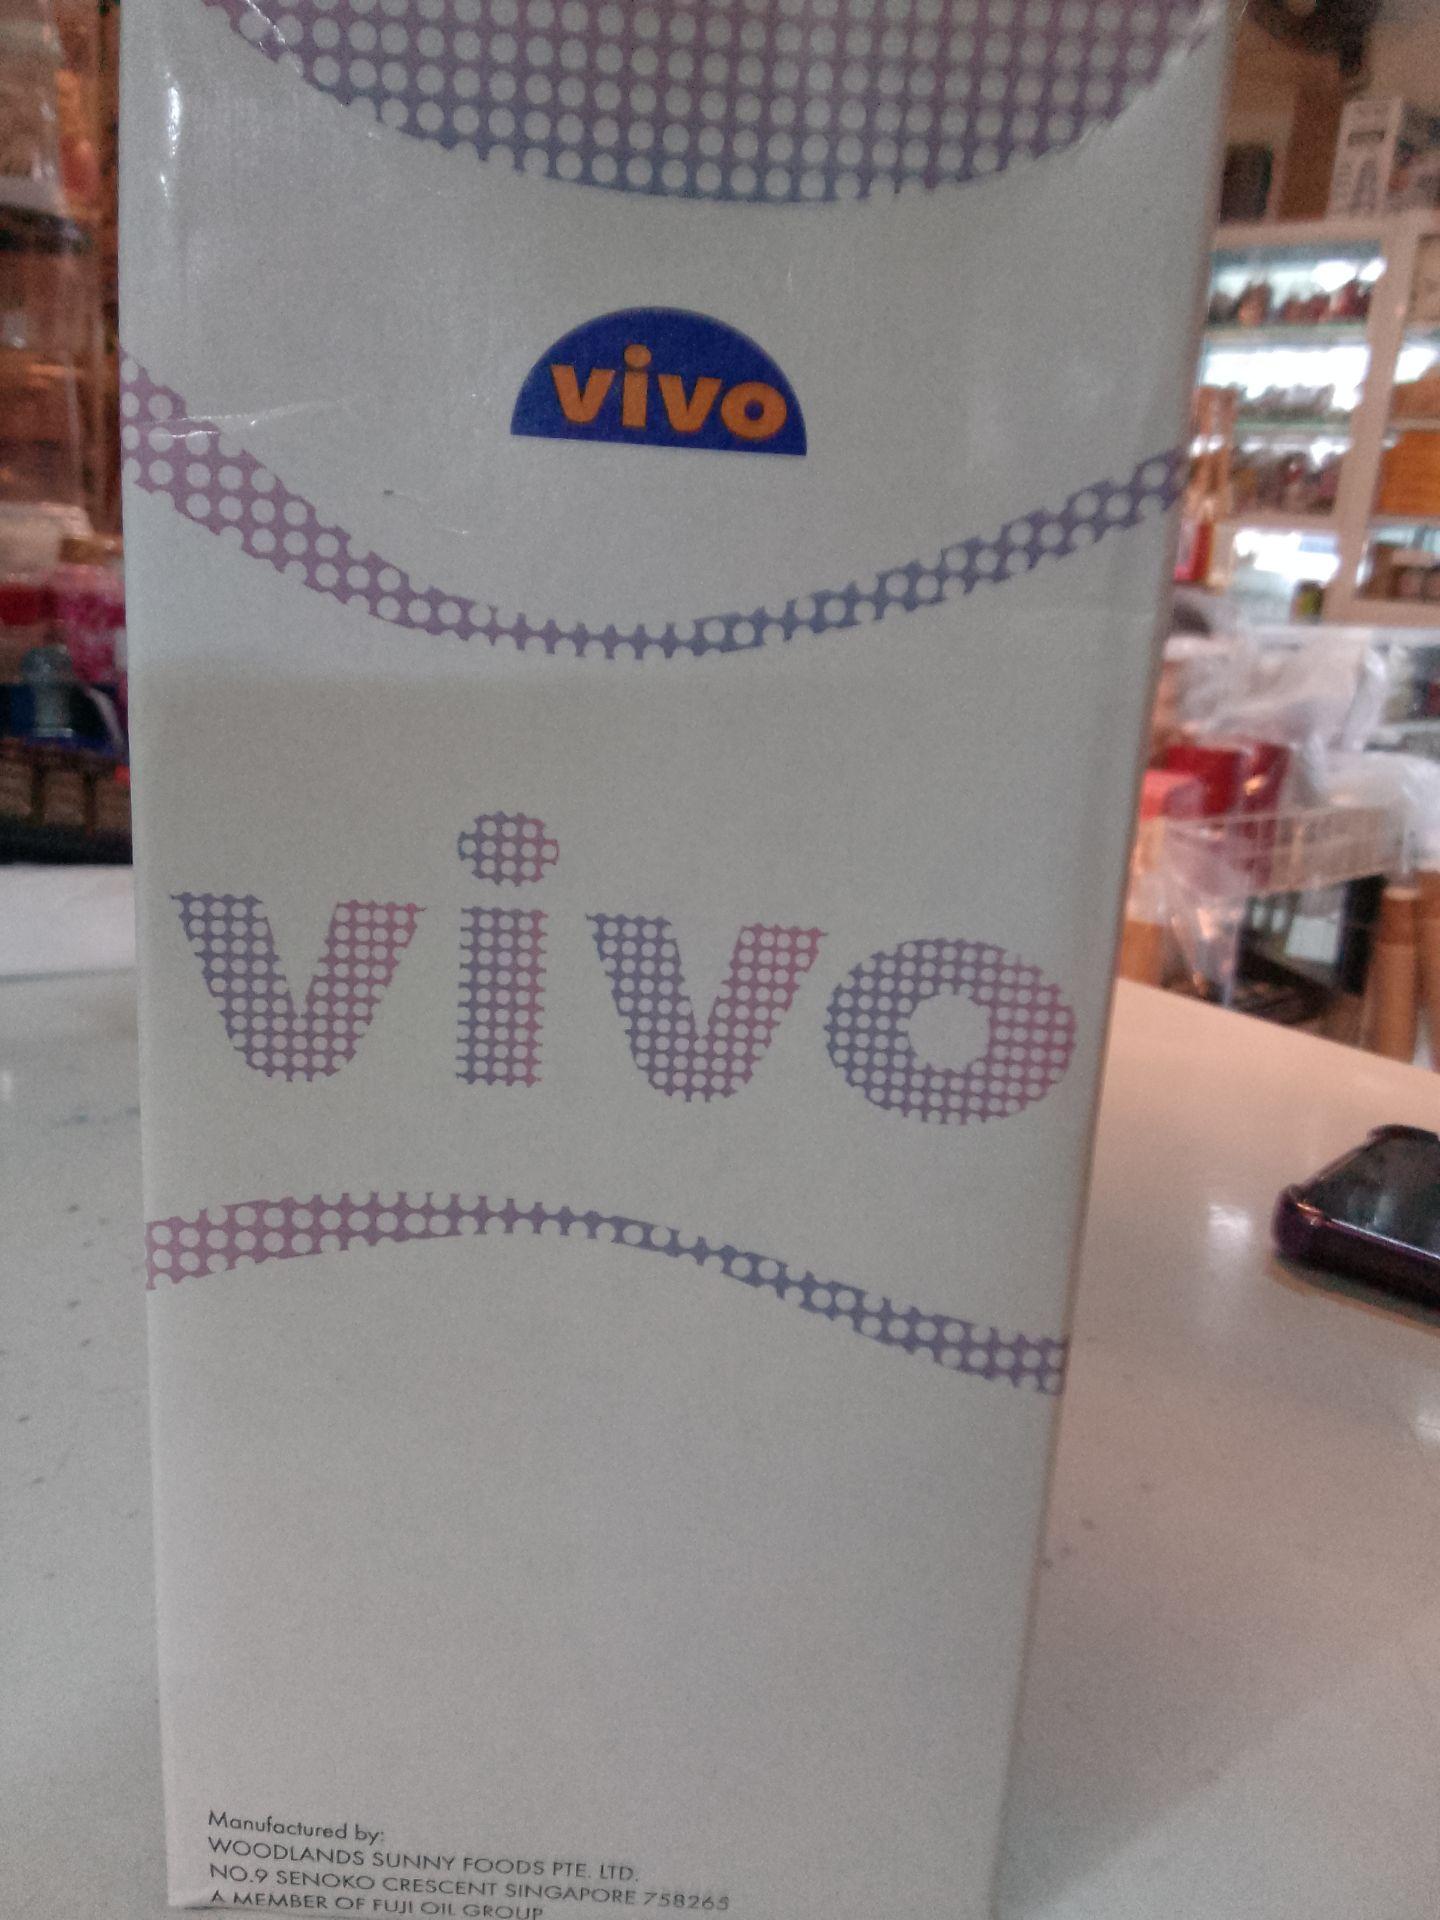 vivo
vivo
Manufactured by:
WOODLANDS SUNNY FOODS PTE. LTD.
NO.9 SENOKO CRESCENT SINGAPORE 758265
A MEMBER OF FUJI OIL GROUP